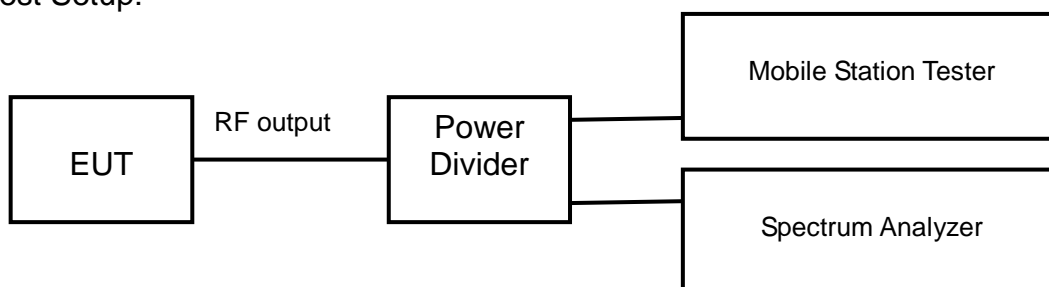 Setup:
EUT
RF output
Power
Divider
Mobile Station Tester
Spectrum Analyzer